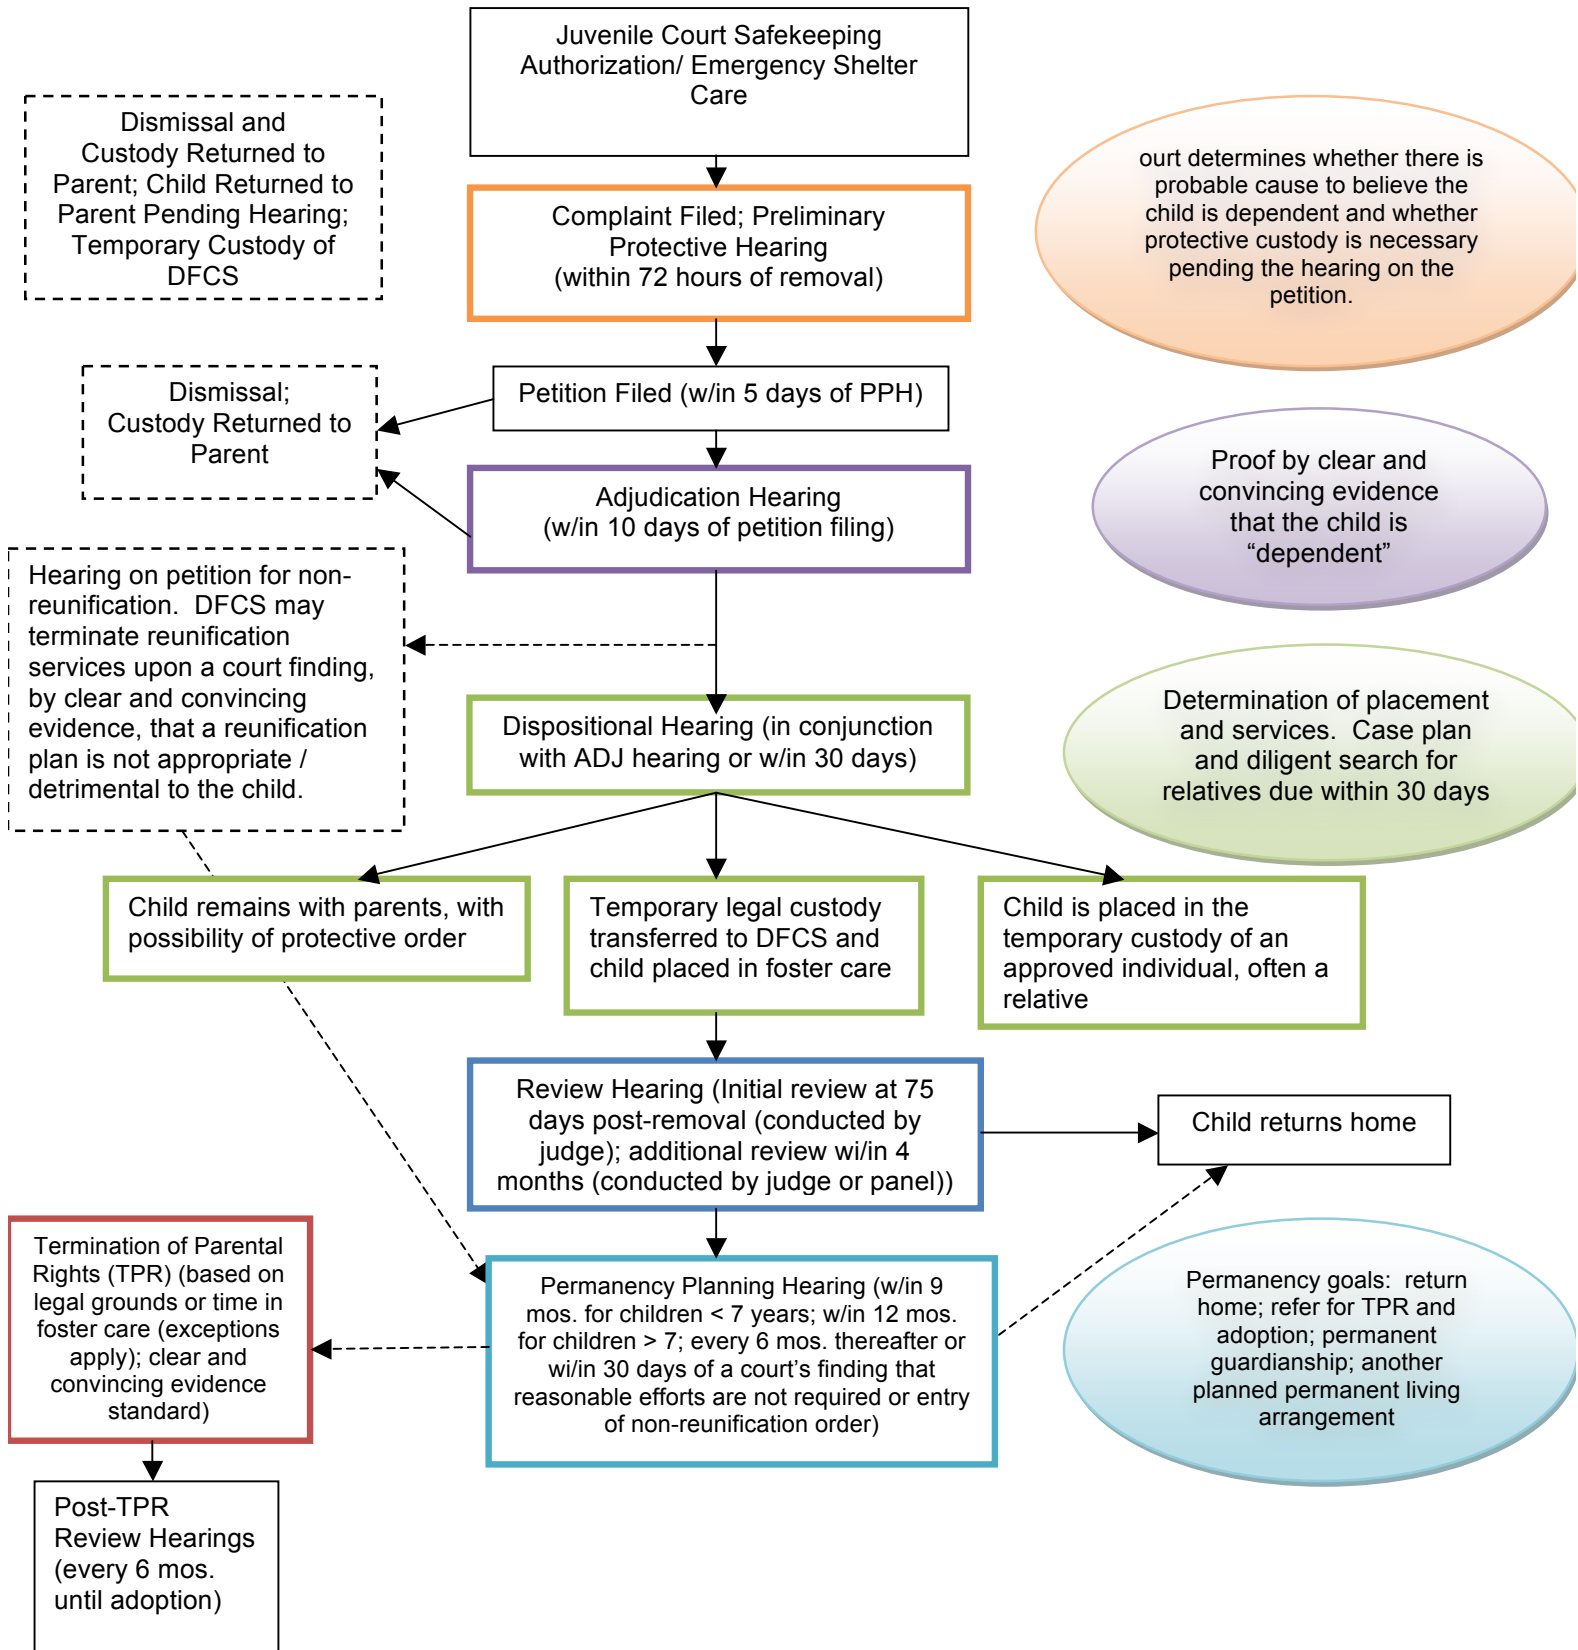 Juvenile Court Safekeeping
Authorization/ Emergency Shelter
Care
Dismissal and
Custody Returned to
Parent; Child Returned to
Parent Pending Hearing;
Temporary Custody of
DFCS
Complaint Filed; Preliminary
Protective Hearing
(within 72 hours of removal)
ourt determines whether there is
probable cause to believe the
child is dependent and whether
protective custody is necessary
pending the hearing on the
petition.
Petition Filed (w/in 5 days of PPH)
Dismissal;
Custody Returned to
Parent
Adjudication Hearing
(w/in 10 days of petition filing)
Proof by clear and
convincing evidence
that the child is
“dependent”
Hearing on petition for non-
reunification.  DFCS may
terminate reunification
services upon a court finding,
by clear and convincing
evidence, that a reunification
plan is not appropriate /
detrimental to the child.
Dispositional Hearing (in conjunction
with ADJ hearing or w/in 30 days)
Determination of placement
and services.  Case plan
and diligent search for
relatives due within 30 days
Child remains with parents, with
possibility of protective order
Temporary legal custody
transferred to DFCS and
child placed in foster care
Child is placed in the
temporary custody of an
approved individual, often a
relative
Review Hearing (Initial review at 75
days post-removal (conducted by
judge); additional review wi/in 4
months (conducted by judge or panel))
Child returns home
Termination of Parental
Rights (TPR) (based on
legal grounds or time in
foster care (exceptions
apply); clear and
convincing evidence
standard)
Permanency Planning Hearing (w/in 9
mos. for children < 7 years; w/in 12 mos.
for children > 7; every 6 mos. thereafter or
wi/in 30 days of a court’s finding that
reasonable efforts are not required or entry
of non-reunification order)
Permanency goals:  return
home; refer for TPR and
adoption; permanent
guardianship; another
planned permanent living
arrangement
Post-TPR
Review Hearings
(every 6 mos.
until adoption)